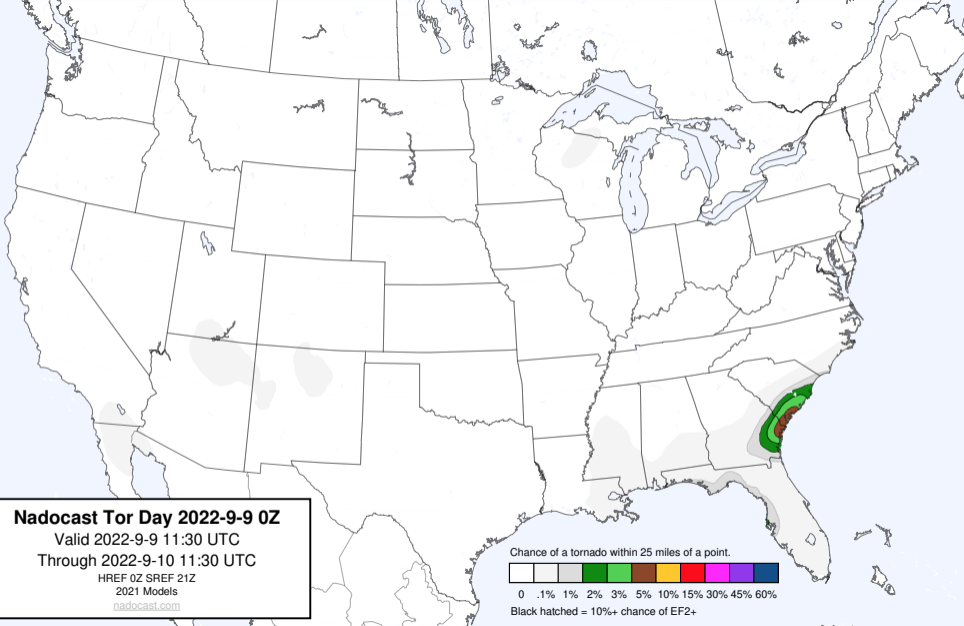 Nadocast Tor Day 2022-9-9 0Z
Valid 2022-9-9 11:30 UTC
Through 2022-9-10 11:30 UTC
HREF 0Z SREF 21Z
2021 Models
nadocast.com
Chance of a tornado within 25 miles of a point.
0 .1% 1% 2% 3% 5% 10% 15% 30% 45% 60%
Black hatched = 10%+ chance of EF2+